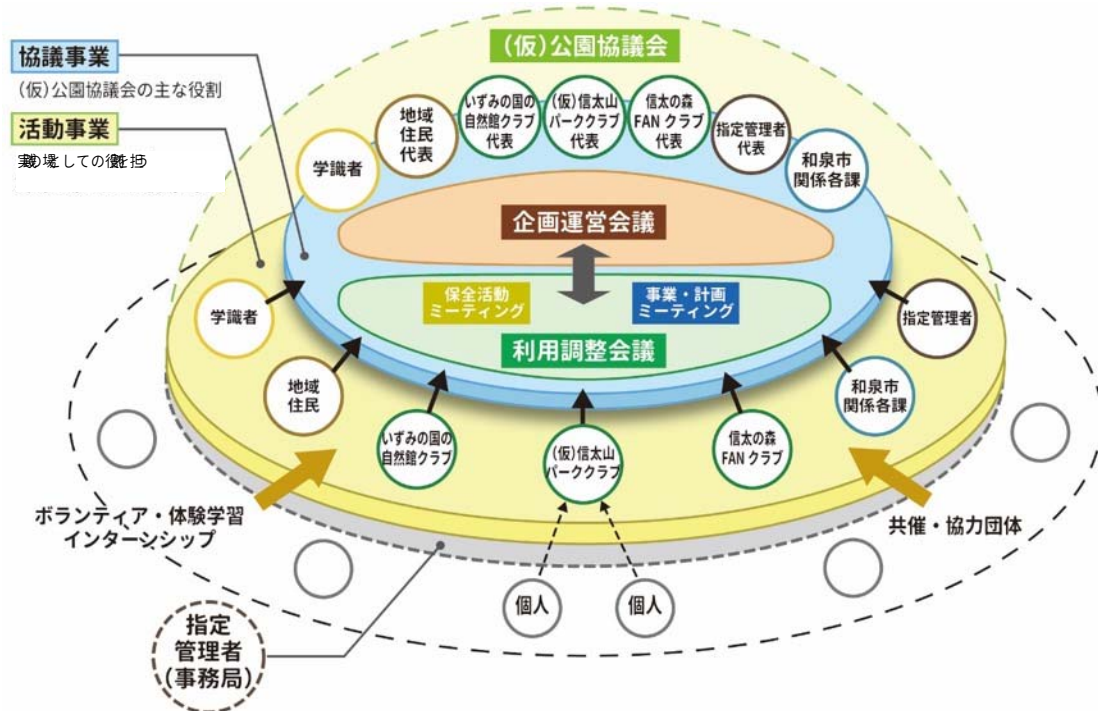 (仮)公園協議会
協議事業
(仮)公園協議会の主な役割
活動事業
学識者
地域
住民
代表
いずみの国の
自然館クラブ
代表
(仮)信太山
パーククラブ
代表
信太の森
FANクラブ
代表
指定管理者
代表
和泉市
関係各課
企画運営会議
保全活動
ミーティング
事業・計画
ミーティング
利用調整会議
学識者
地域
住民
いずみの国の
自然館クラブ
(仮)信太山
パーククラブ
信太の森
FANクラブ
和泉市
関係各課
指定管理者
ボランティア・体験学習
インターンシップ
共催・協力団体
個人
個人
指定
管理者
(事務局)